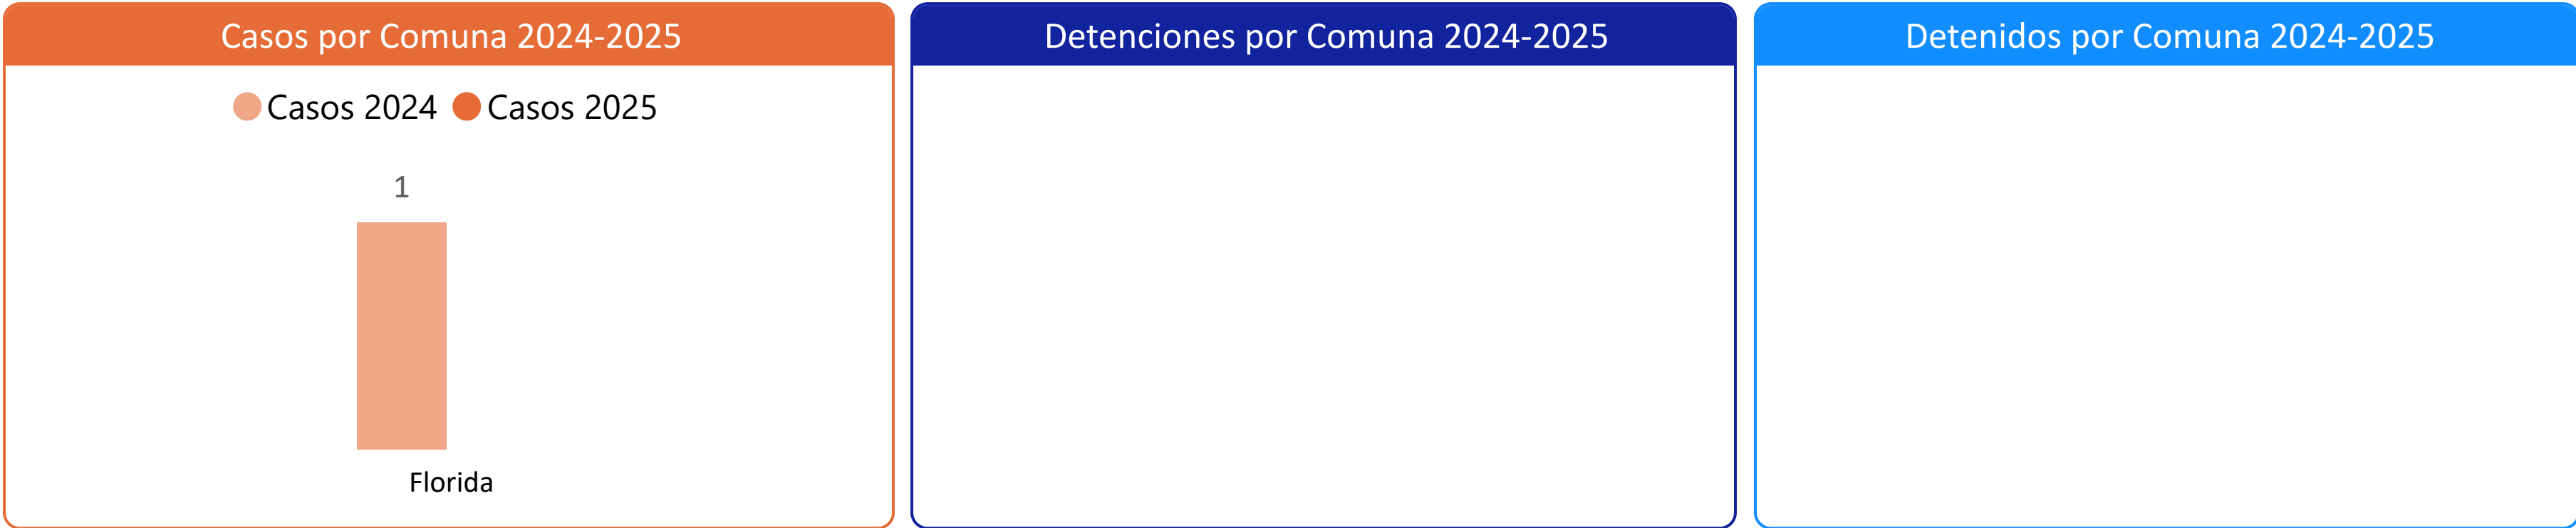 Casos por Comuna 2024-2025
Casos 2024 Casos 2025
1
Florida
Detenciones por Comuna 2024-2025
Detenidos por Comuna 2024-2025